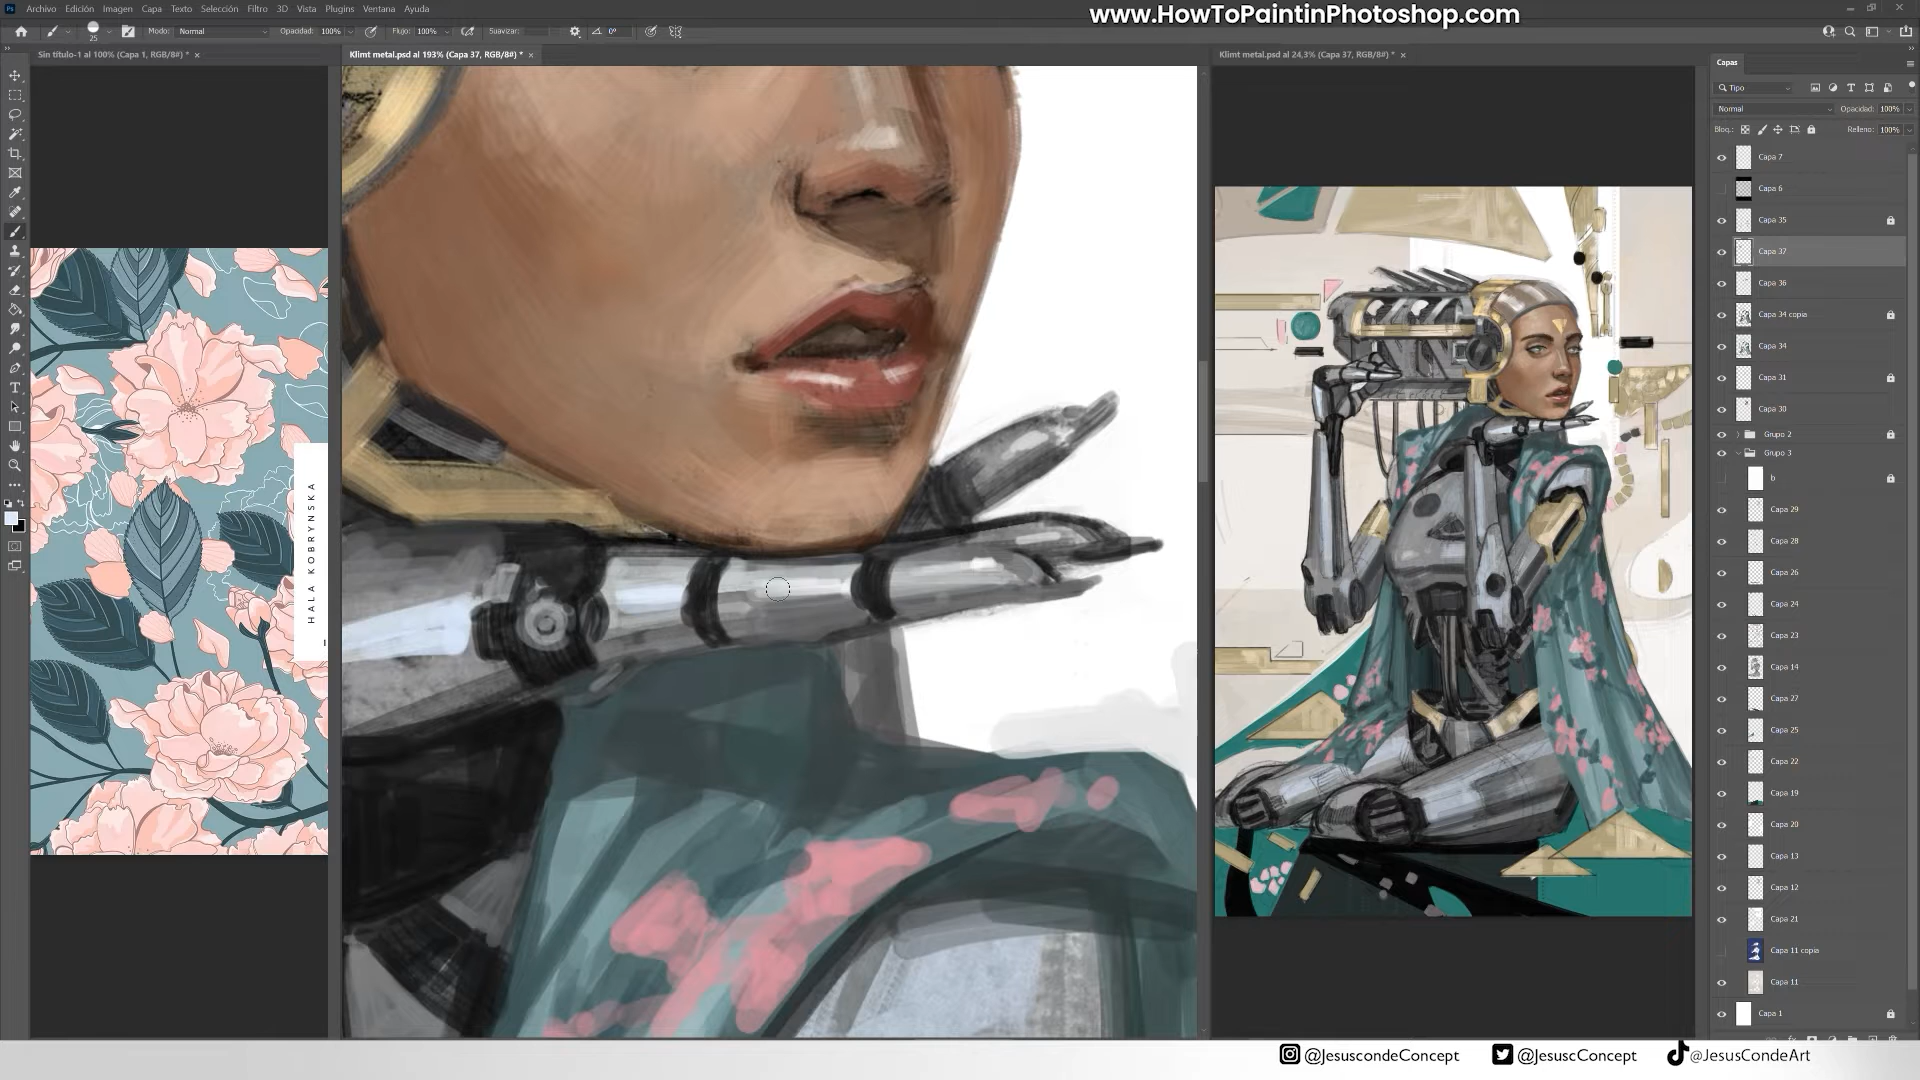 www.HowToPaintinPhotoshop.com
Ps Archivo Edición Imagen Capa Texto Selección Filtro 3D Vista Plugins Ventana Ayuda
25 Modo: Normal Opacidad: 100% Flujo: 100% Suavizar: 0°
Sin título-1 al 100% (Capa 1, RGB/8#) * ×
Klimt metal.psd al 193% (Capa 37, RGB/8#) * ×
Klimt metal.psd al 24,3% (Capa 37, RGB/8#) * ×
Capas
Tipo
Normal Opacidad: 100%
Bloq.: Relleno: 100%
Capa 7
Capa 6
Capa 35
Capa 37
Capa 36
Capa 34 copia
Capa 34
Capa 31
Capa 30
Grupo 2
Grupo 3
b
Capa 29
Capa 28
Capa 26
Capa 24
Capa 23
Capa 14
Capa 27
Capa 25
Capa 22
Capa 19
Capa 20
Capa 13
Capa 12
Capa 21
Capa 11 copia
Capa 11
Capa 1
HALA KOBRYNSKA
@JesuscondeConcept @JesuscConcept @JesusCondeArt